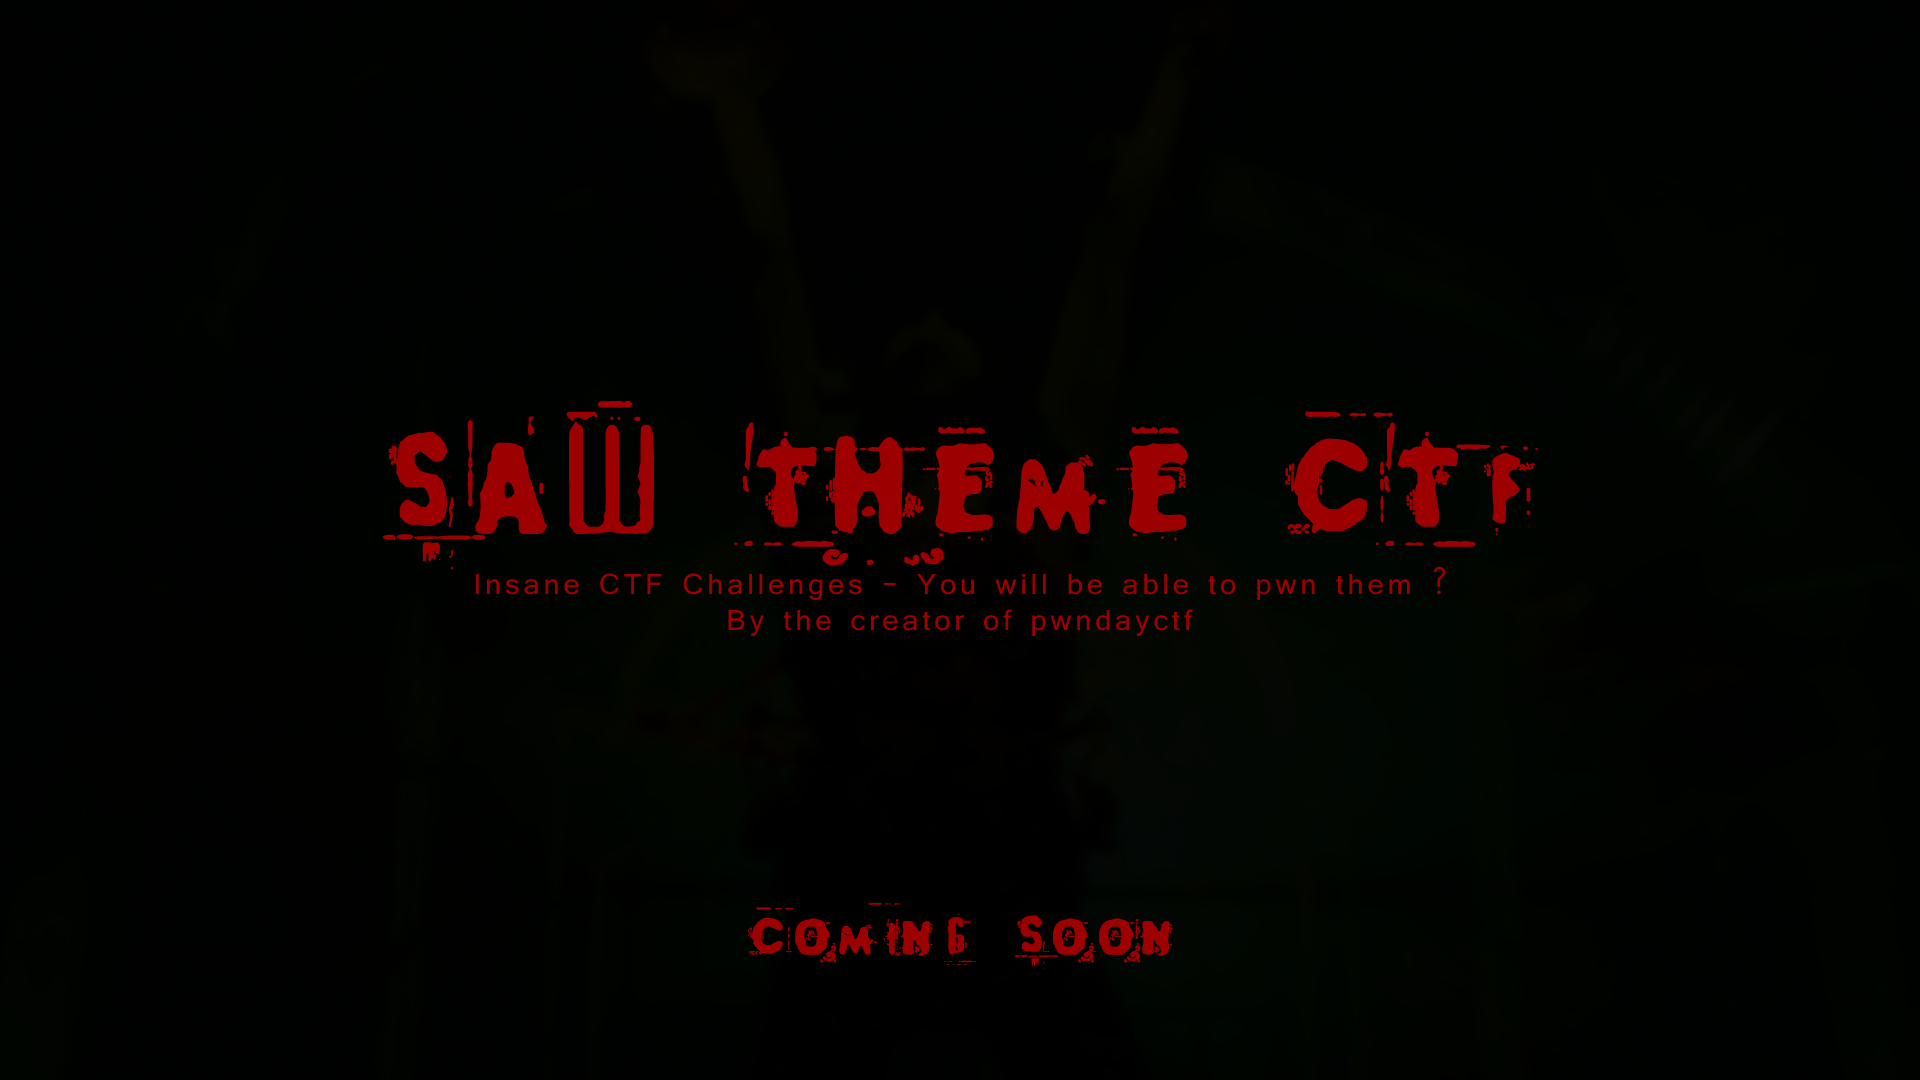 SAW THEME CTF
Insane CTF Challenges - You will be able to pwn them ?
By the creator of pwndayctf
COMING SOON